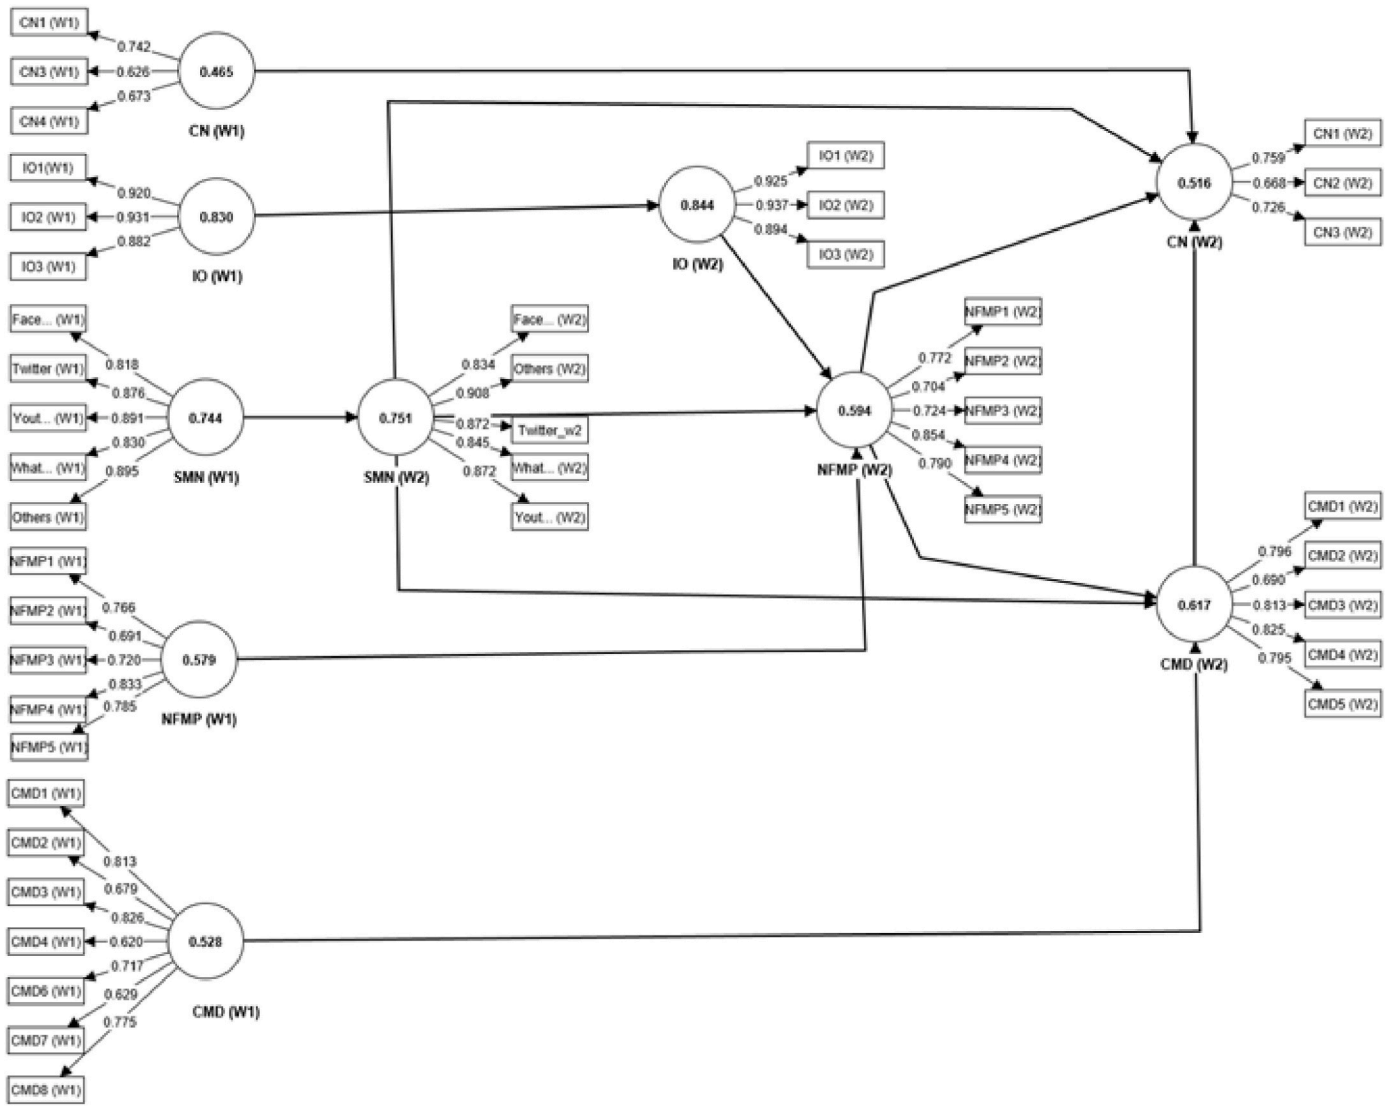 CN1 (W1)
0.742
CN3 (W1)
0.626
0.465
0.673
CN4 (W1)
CN (W1)
IO1(W1)
0.920
IO2 (W1)
0.931
0.830
0.882
IO3 (W1)
IO (W1)
Face... (W1)
0.818
Twitter (W1)
0.876
Yout... (W1)
0.891
0.744
0.830
What... (W1)
0.895
SMN (W1)
Others (W1)
NFMP1 (W1)
0.766
NFMP2 (W1)
0.691
NFMP3 (W1)
0.720
0.579
0.833
NFMP4 (W1)
0.785
NFMP (W1)
NFMP5 (W1)
CMD1 (W1)
0.813
CMD2 (W1)
0.679
CMD3 (W1)
0.826
CMD4 (W1)
0.620
0.528
0.717
CMD6 (W1)
0.629
CMD (W1)
0.775
CMD7 (W1)
CMD8 (W1)
0.844
IO (W2)
IO1 (W2)
0.925
0.937
IO2 (W2)
0.894
IO3 (W2)
0.751
SMN (W2)
Face... (W2)
0.834
Others (W2)
0.908
0.872
Twitter_w2
0.845
What... (W2)
0.872
Yout... (W2)
0.594
NFMP (W2)
NFMP1 (W2)
0.772
NFMP2 (W2)
0.704
0.724
NFMP3 (W2)
0.854
NFMP4 (W2)
0.790
NFMP5 (W2)
0.516
CN (W2)
CN1 (W2)
0.759
0.668
CN2 (W2)
0.726
CN3 (W2)
0.617
CMD (W2)
CMD1 (W2)
0.796
CMD2 (W2)
0.690
0.813
CMD3 (W2)
0.825
CMD4 (W2)
0.795
CMD5 (W2)